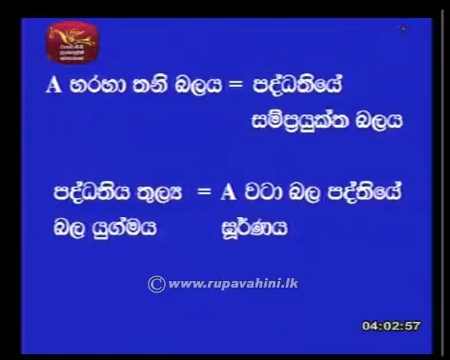 A හරහා තනි බලය = පද්ධතියේ
සම්ප්‍රයුක්ත බලය
පද්ධතිය තුල්‍ය = A වටා බල පද්තියේ
බල යුග්මය ඝූර්ණය
© www.rupavahini.lk
04:02:57